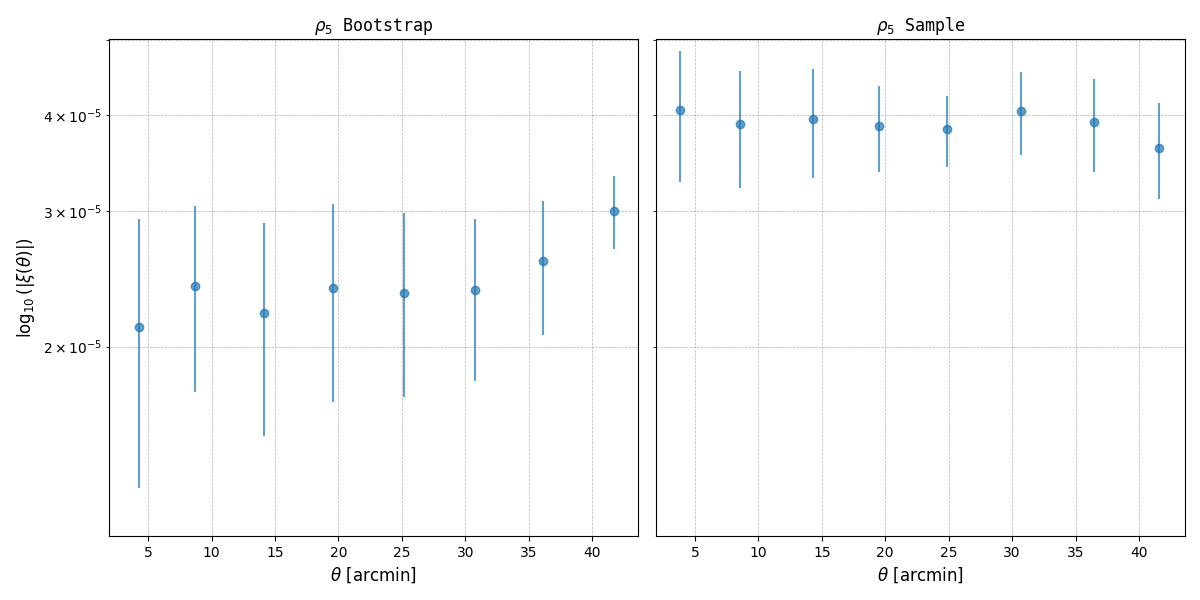 ρ₅ Bootstrap
ρ₅ Sample
log₁₀(|ξ(θ)|)
4 × 10⁻⁵
3 × 10⁻⁵
2 × 10⁻⁵
5 10 15 20 25 30 35 40
5 10 15 20 25 30 35 40
θ [arcmin]
θ [arcmin]